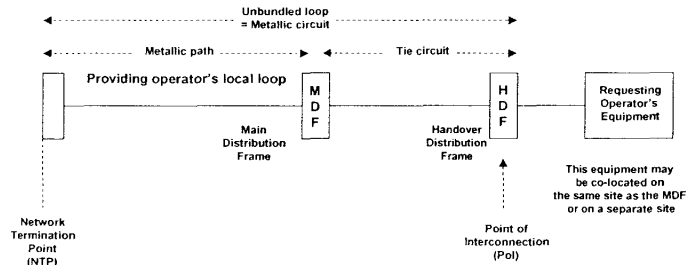 Unbundled loop
= Metallic circuit
Metallic path
Tie circuit
Providing operator's local loop
M
D
F
H
D
F
Requesting
Operator's
Equipment
Main
Distribution
Frame
Handover
Distribution
Frame
This equipment may
be co-located on
the same site as the MDF
or on a separate site
Network
Termination
Point
(NTP)
Point of
Interconnection
(PoI)